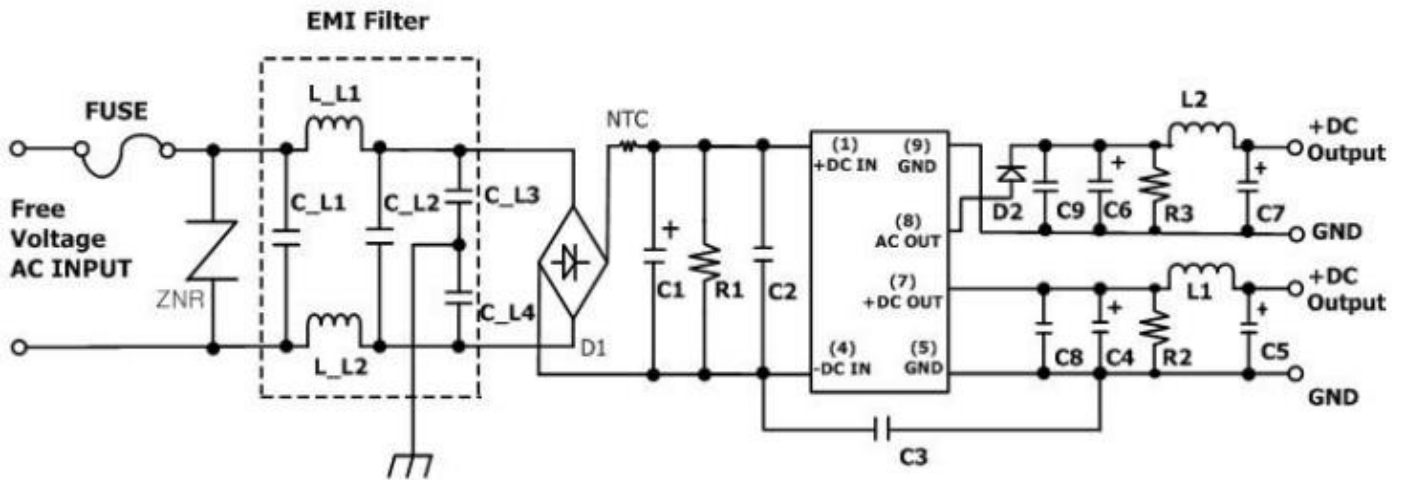 EMI Filter
FUSE
L_L1
NTC
L2
+DC
Output
(1)
+DC IN
(9)
GND
C_L1
C_L2
C_L3
Free
Voltage
AC INPUT
+
D2
C9
+
C6
R3
+
C7
GND
(8)
AC OUT
ZNR
C1
R1
C2
(7)
+DC OUT
L1
+DC
Output
C_L4
D1
L_L2
(4)
-DC IN
(5)
GND
C8
+
C4
R2
+
C5
GND
C3